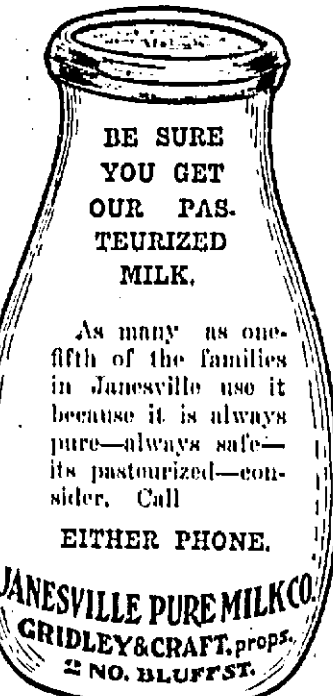 BE SURE
YOU GET
OUR PAS-
TEURIZED
MILK.
As many as one-
fifth of the families
in Janesville use it
because it is always
pure—always safe—
its pasteurized—con-
sider. Call
EITHER PHONE.
JANESVILLE PURE MILK CO.
GRIDLEY & CRAFT, props.
2 NO. BLUFF ST.